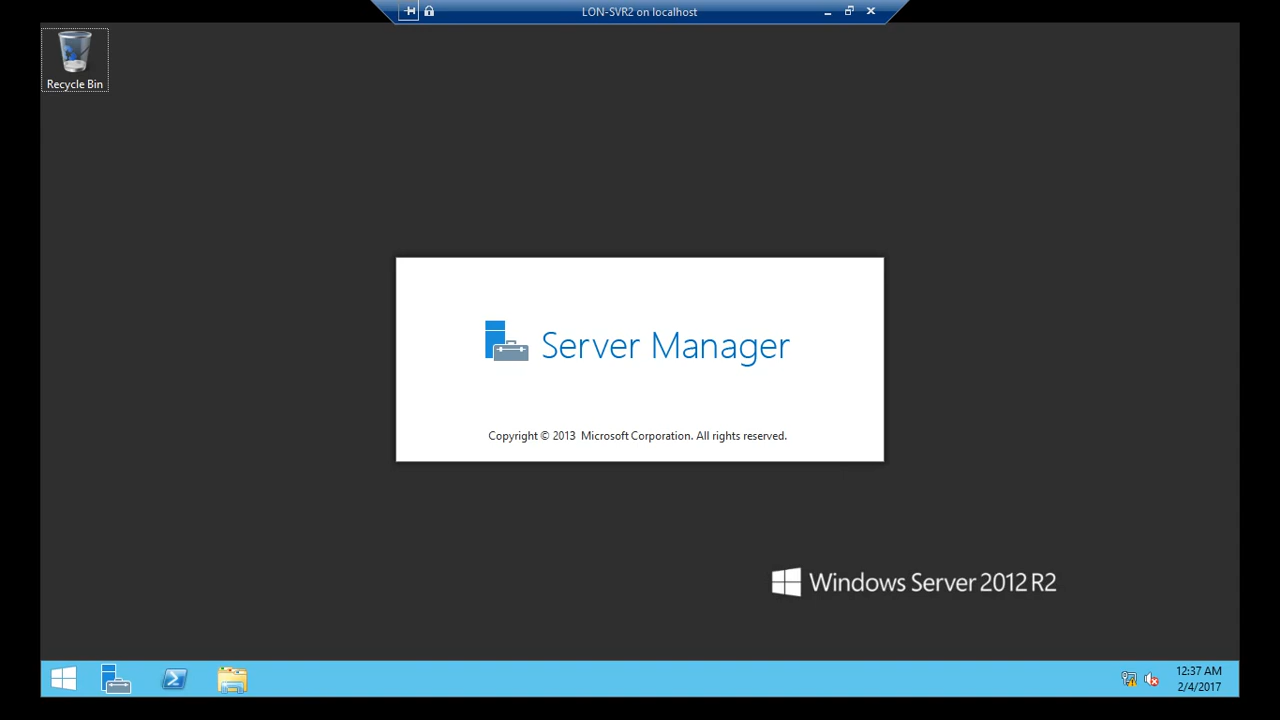 LON-SVR2 on localhost
Recycle Bin
Server Manager
Copyright © 2013 Microsoft Corporation. All rights reserved.
Windows Server 2012 R2
12:37 AM
2/4/2017